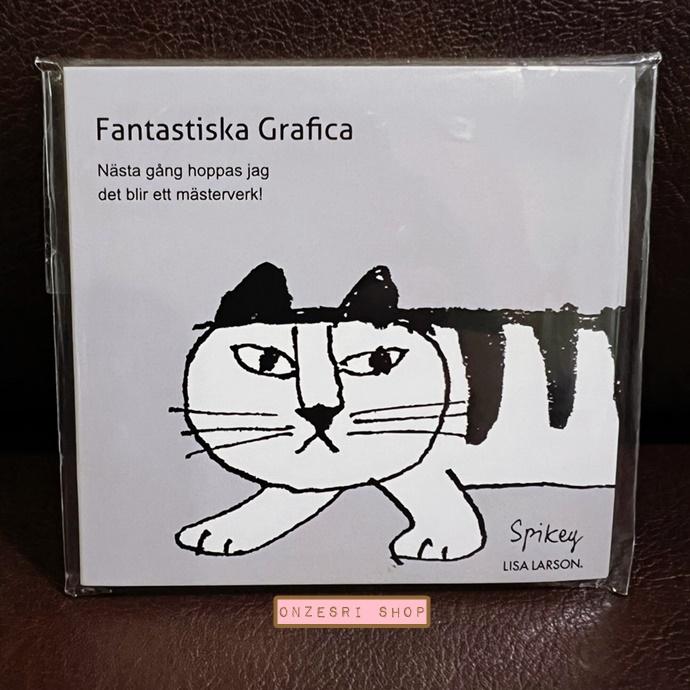 Fantastiska Grafica
Nästa gång hoppas jag
det blir ett mästerverk!
Spikey
LISA LARSON.
ONZESRI SHOP